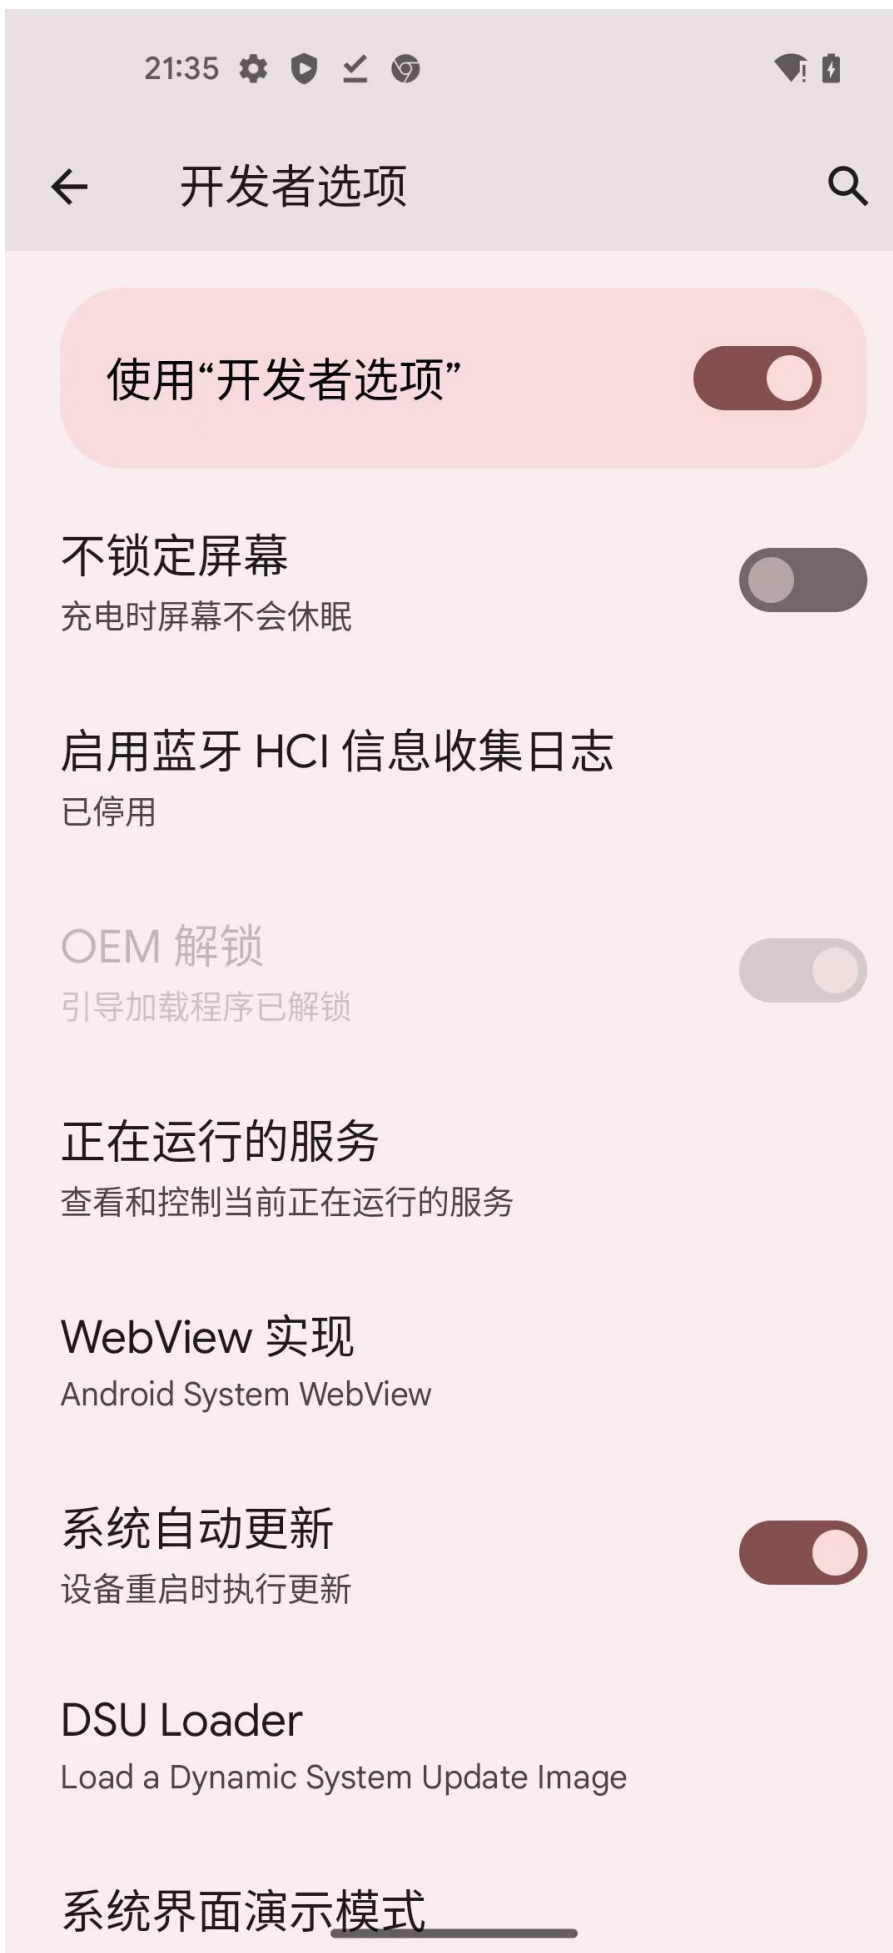 21:35
开发者选项
使用“开发者选项”
不锁定屏幕
充电时屏幕不会休眠
启用蓝牙 HCI 信息收集日志
已停用
OEM 解锁
引导加载程序已解锁
正在运行的服务
查看和控制当前正在运行的服务
WebView 实现
Android System WebView
系统自动更新
设备重启时执行更新
DSU Loader
Load a Dynamic System Update Image
系统界面演示模式